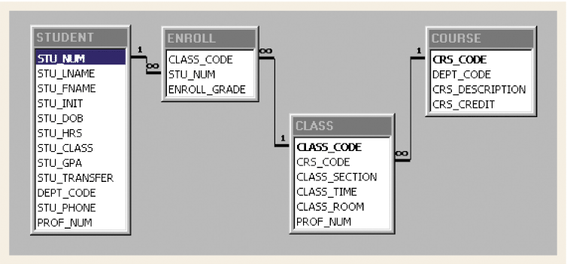 STUDENT
STU_NUM
STU_LNAME
STU_FNAME
STU_INIT
STU_DOB
STU_HRS
STU_CLASS
STU_GPA
STU_TRANSFER
DEPT_CODE
STU_PHONE
PROF_NUM
1
∞
ENROLL
CLASS_CODE
STU_NUM
ENROLL_GRADE
∞
1
CLASS
CLASS_CODE
CRS_CODE
CLASS_SECTION
CLASS_TIME
CLASS_ROOM
PROF_NUM
∞
1
COURSE
CRS_CODE
DEPT_CODE
CRS_DESCRIPTION
CRS_CREDIT